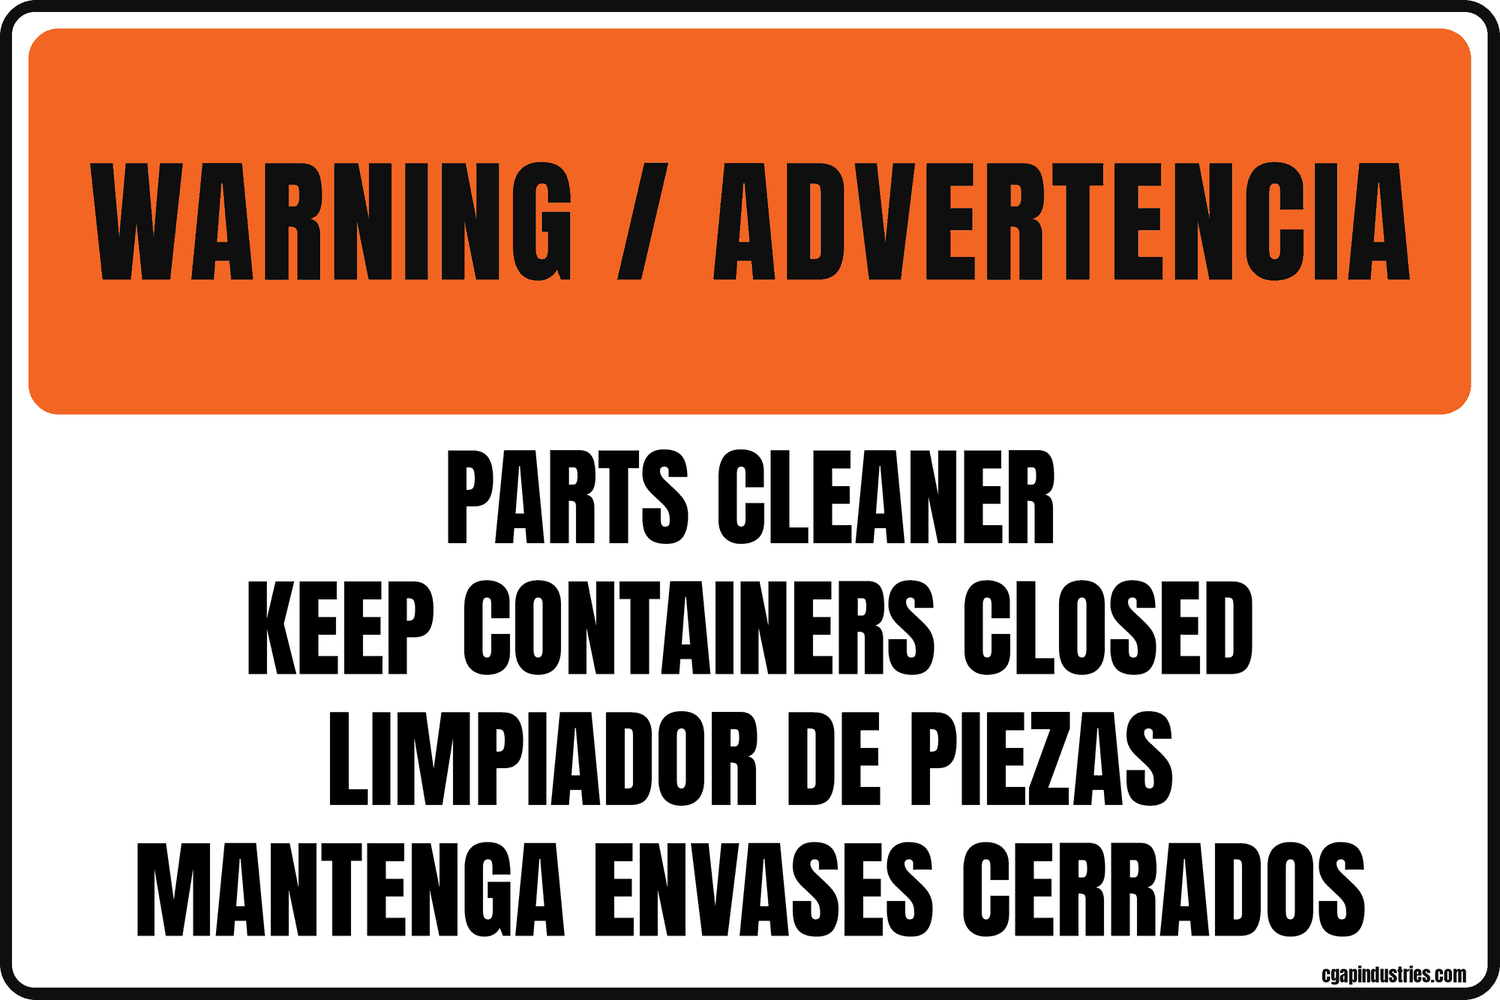 WARNING / ADVERTENCIA
PARTS CLEANER
KEEP CONTAINERS CLOSED
LIMPIADOR DE PIEZAS
MANTENGA ENVASES CERRADOS
cgapindustries.com